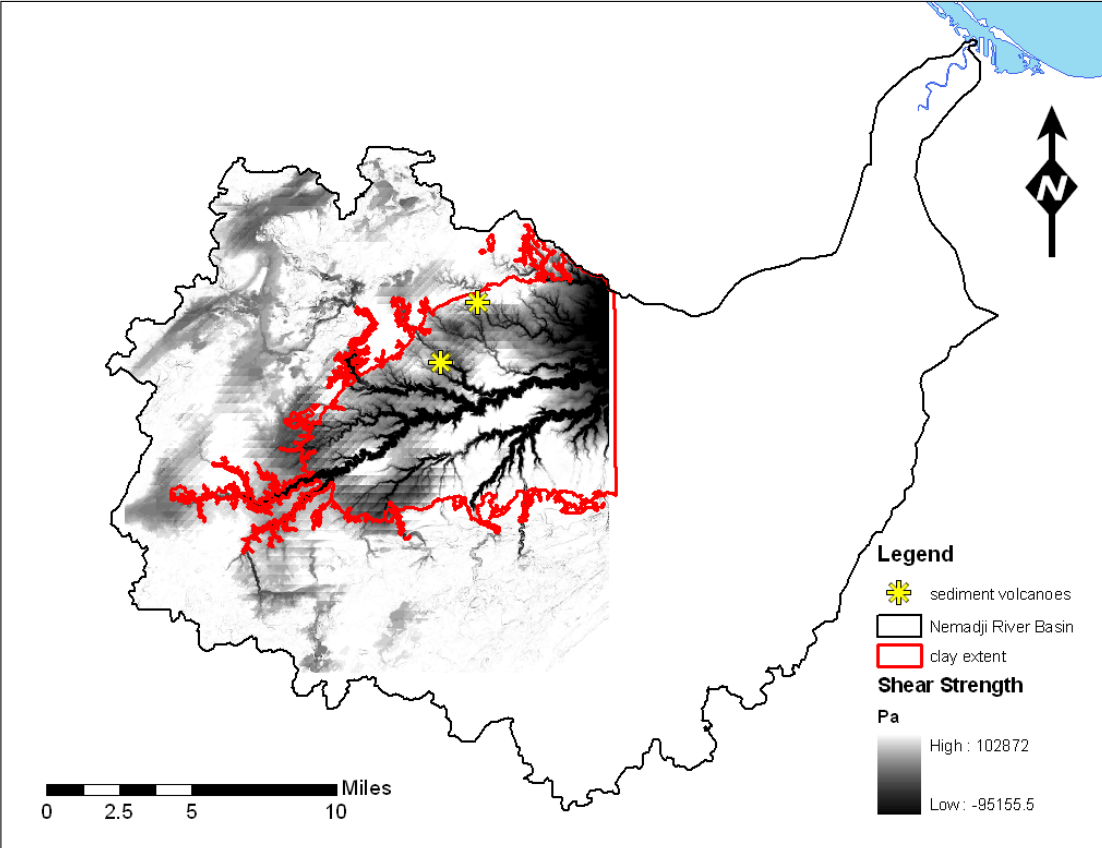 N
Legend
sediment volcanoes
Nemadji River Basin
clay extent
Shear Strength
Pa
High : 102872
Low : -95155.5
Miles
0 2.5 5 10